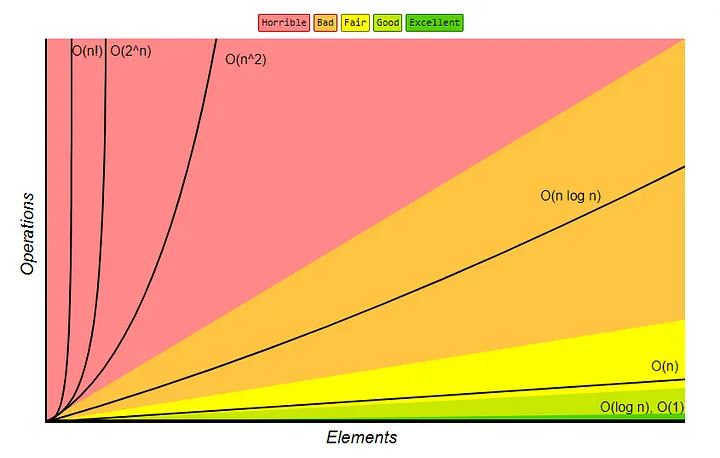 Horrible Bad Fair Good Excellent
O(n!) O(2^n)
O(n^2)
O(n log n)
Operations
O(n)
O(log n), O(1)
Elements